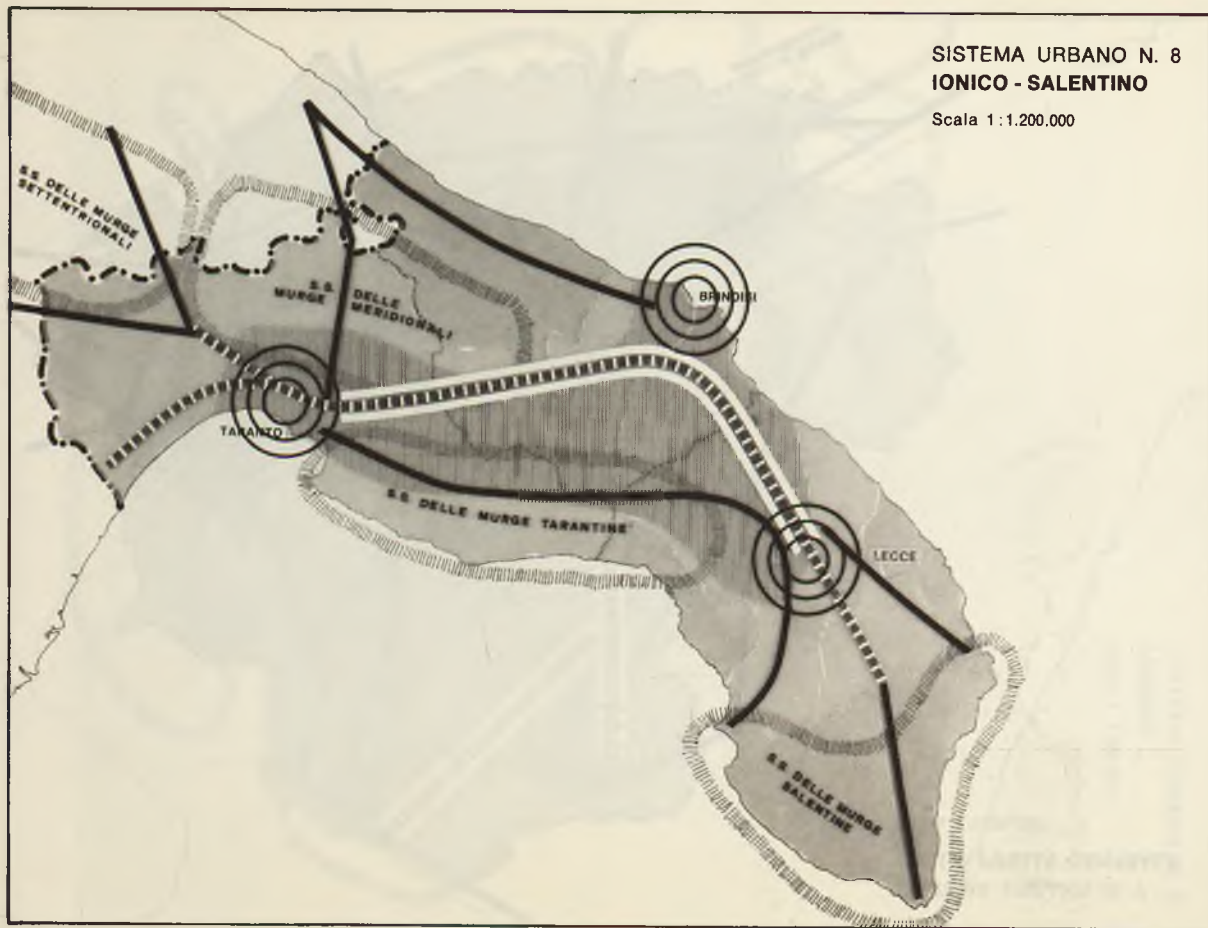 SISTEMA URBANO N. 8
IONICO - SALENTINO
Scala 1:1.200.000
S.S. DELLE MURGE
SETTENTRIONALI
S.S. DELLE
MURGE MERIDIONALI
BRINDISI
TARANTO
S.S. DELLE MURGE TARANTINE
LECCE
S.S. DELLE MURGE
SALENTINE